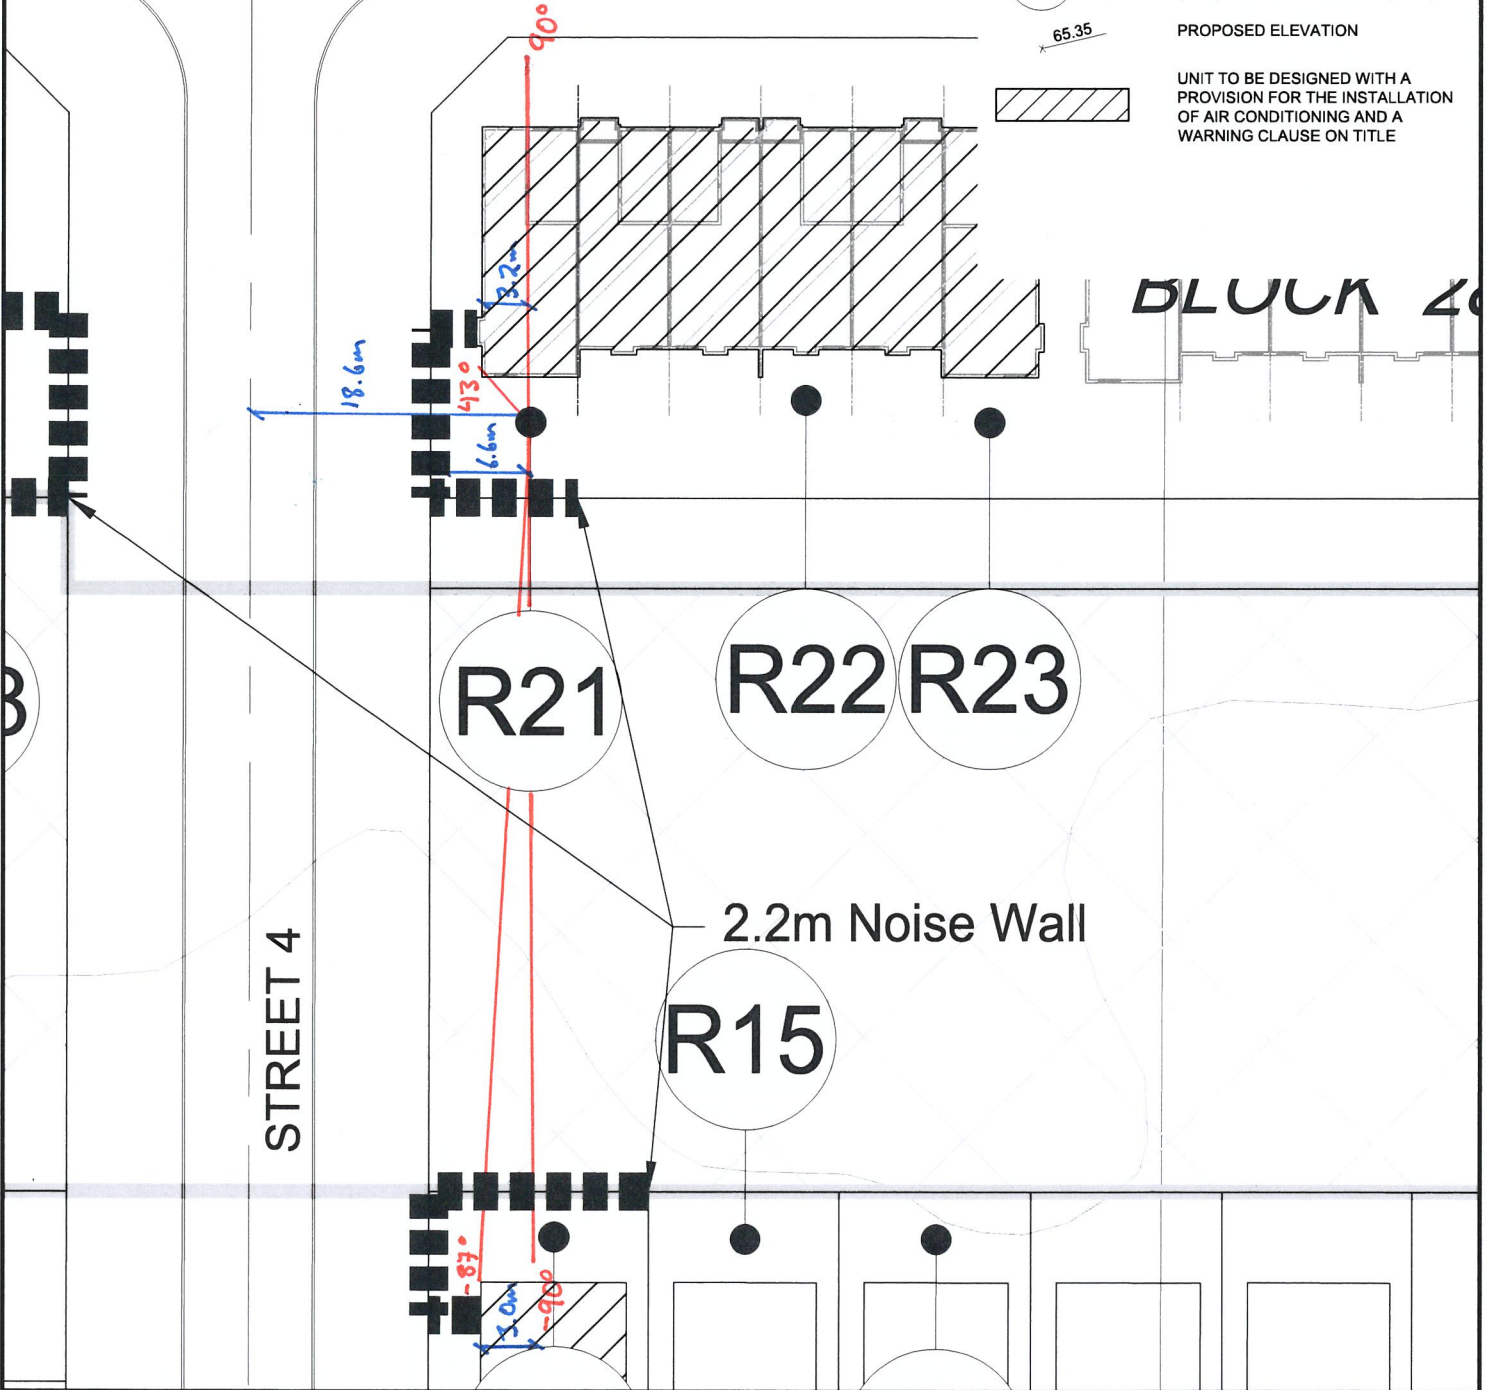 90°
65.35
PROPOSED ELEVATION
UNIT TO BE DESIGNED WITH A
PROVISION FOR THE INSTALLATION
OF AIR CONDITIONING AND A
WARNING CLAUSE ON TITLE
3.2m
BLOCK
18.6m
43°
6.6m
R21
R22
R23
2.2m Noise Wall
STREET 4
R15
-87°
-90°
3.0m